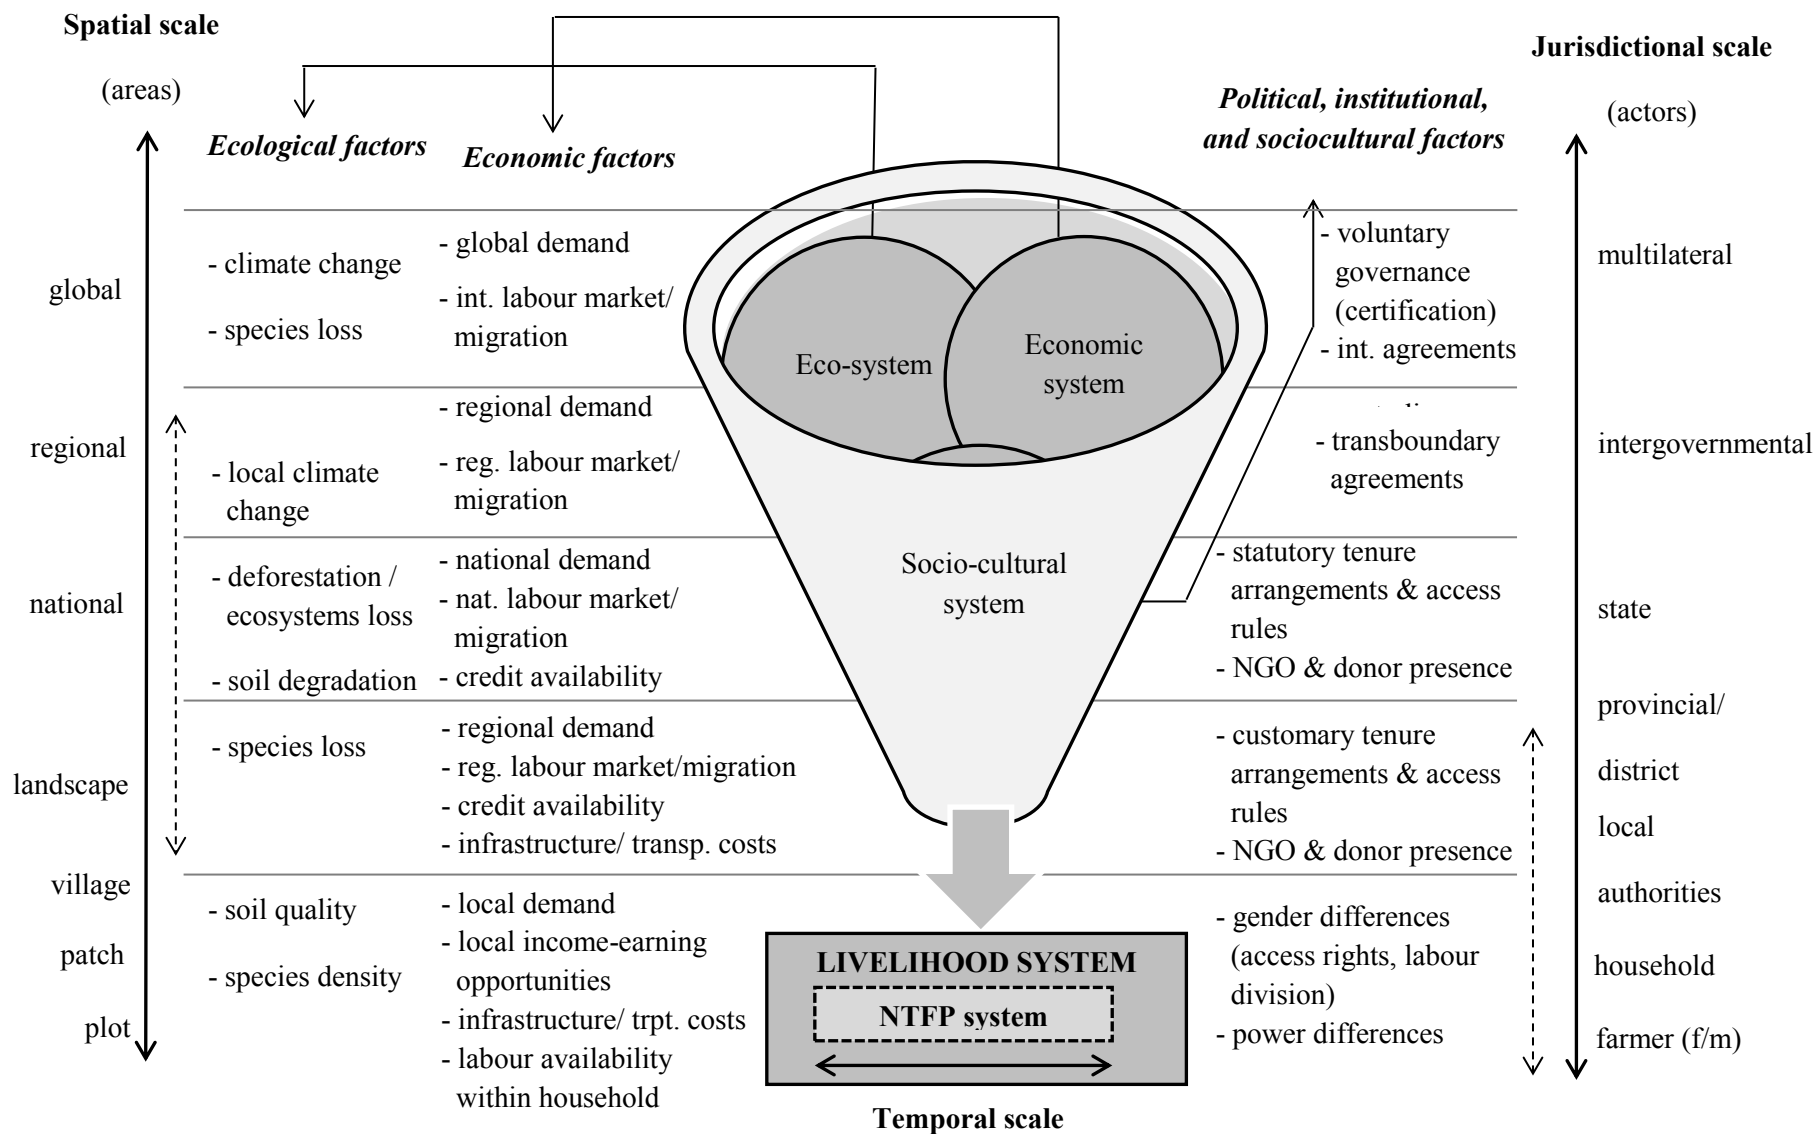 Spatial scale
(areas)
global
regional
national
landscape
village
patch
plot
Ecological factors
- climate change
- species loss
- local climate
change
- deforestation /
ecosystems loss
- soil degradation
- species loss
- soil quality
- species density
Economic factors
- global demand
- int. labour market/
migration
- regional demand
- reg. labour market/
migration
- national demand
- nat. labour market/
migration
- credit availability
- regional demand
- reg. labour market/migration
- credit availability
- infrastructure/ transp. costs
- local demand
- local income-earning
opportunities
- infrastructure/ trpt. costs
- labour availability
within household
Eco-system
Economic
system
Socio-cultural
system
LIVELIHOOD SYSTEM
NTFP system
Temporal scale
Political, institutional,
and sociocultural factors
- voluntary
governance
(certification)
- int. agreements
- transboundary
agreements
- statutory tenure
arrangements & access
rules
- NGO & donor presence
- customary tenure
arrangements & access
rules
- NGO & donor presence
- gender differences
(access rights, labour
division)
- power differences
Jurisdictional scale
(actors)
multilateral
intergovernmental
state
provincial/
district
local
authorities
household
farmer (f/m)